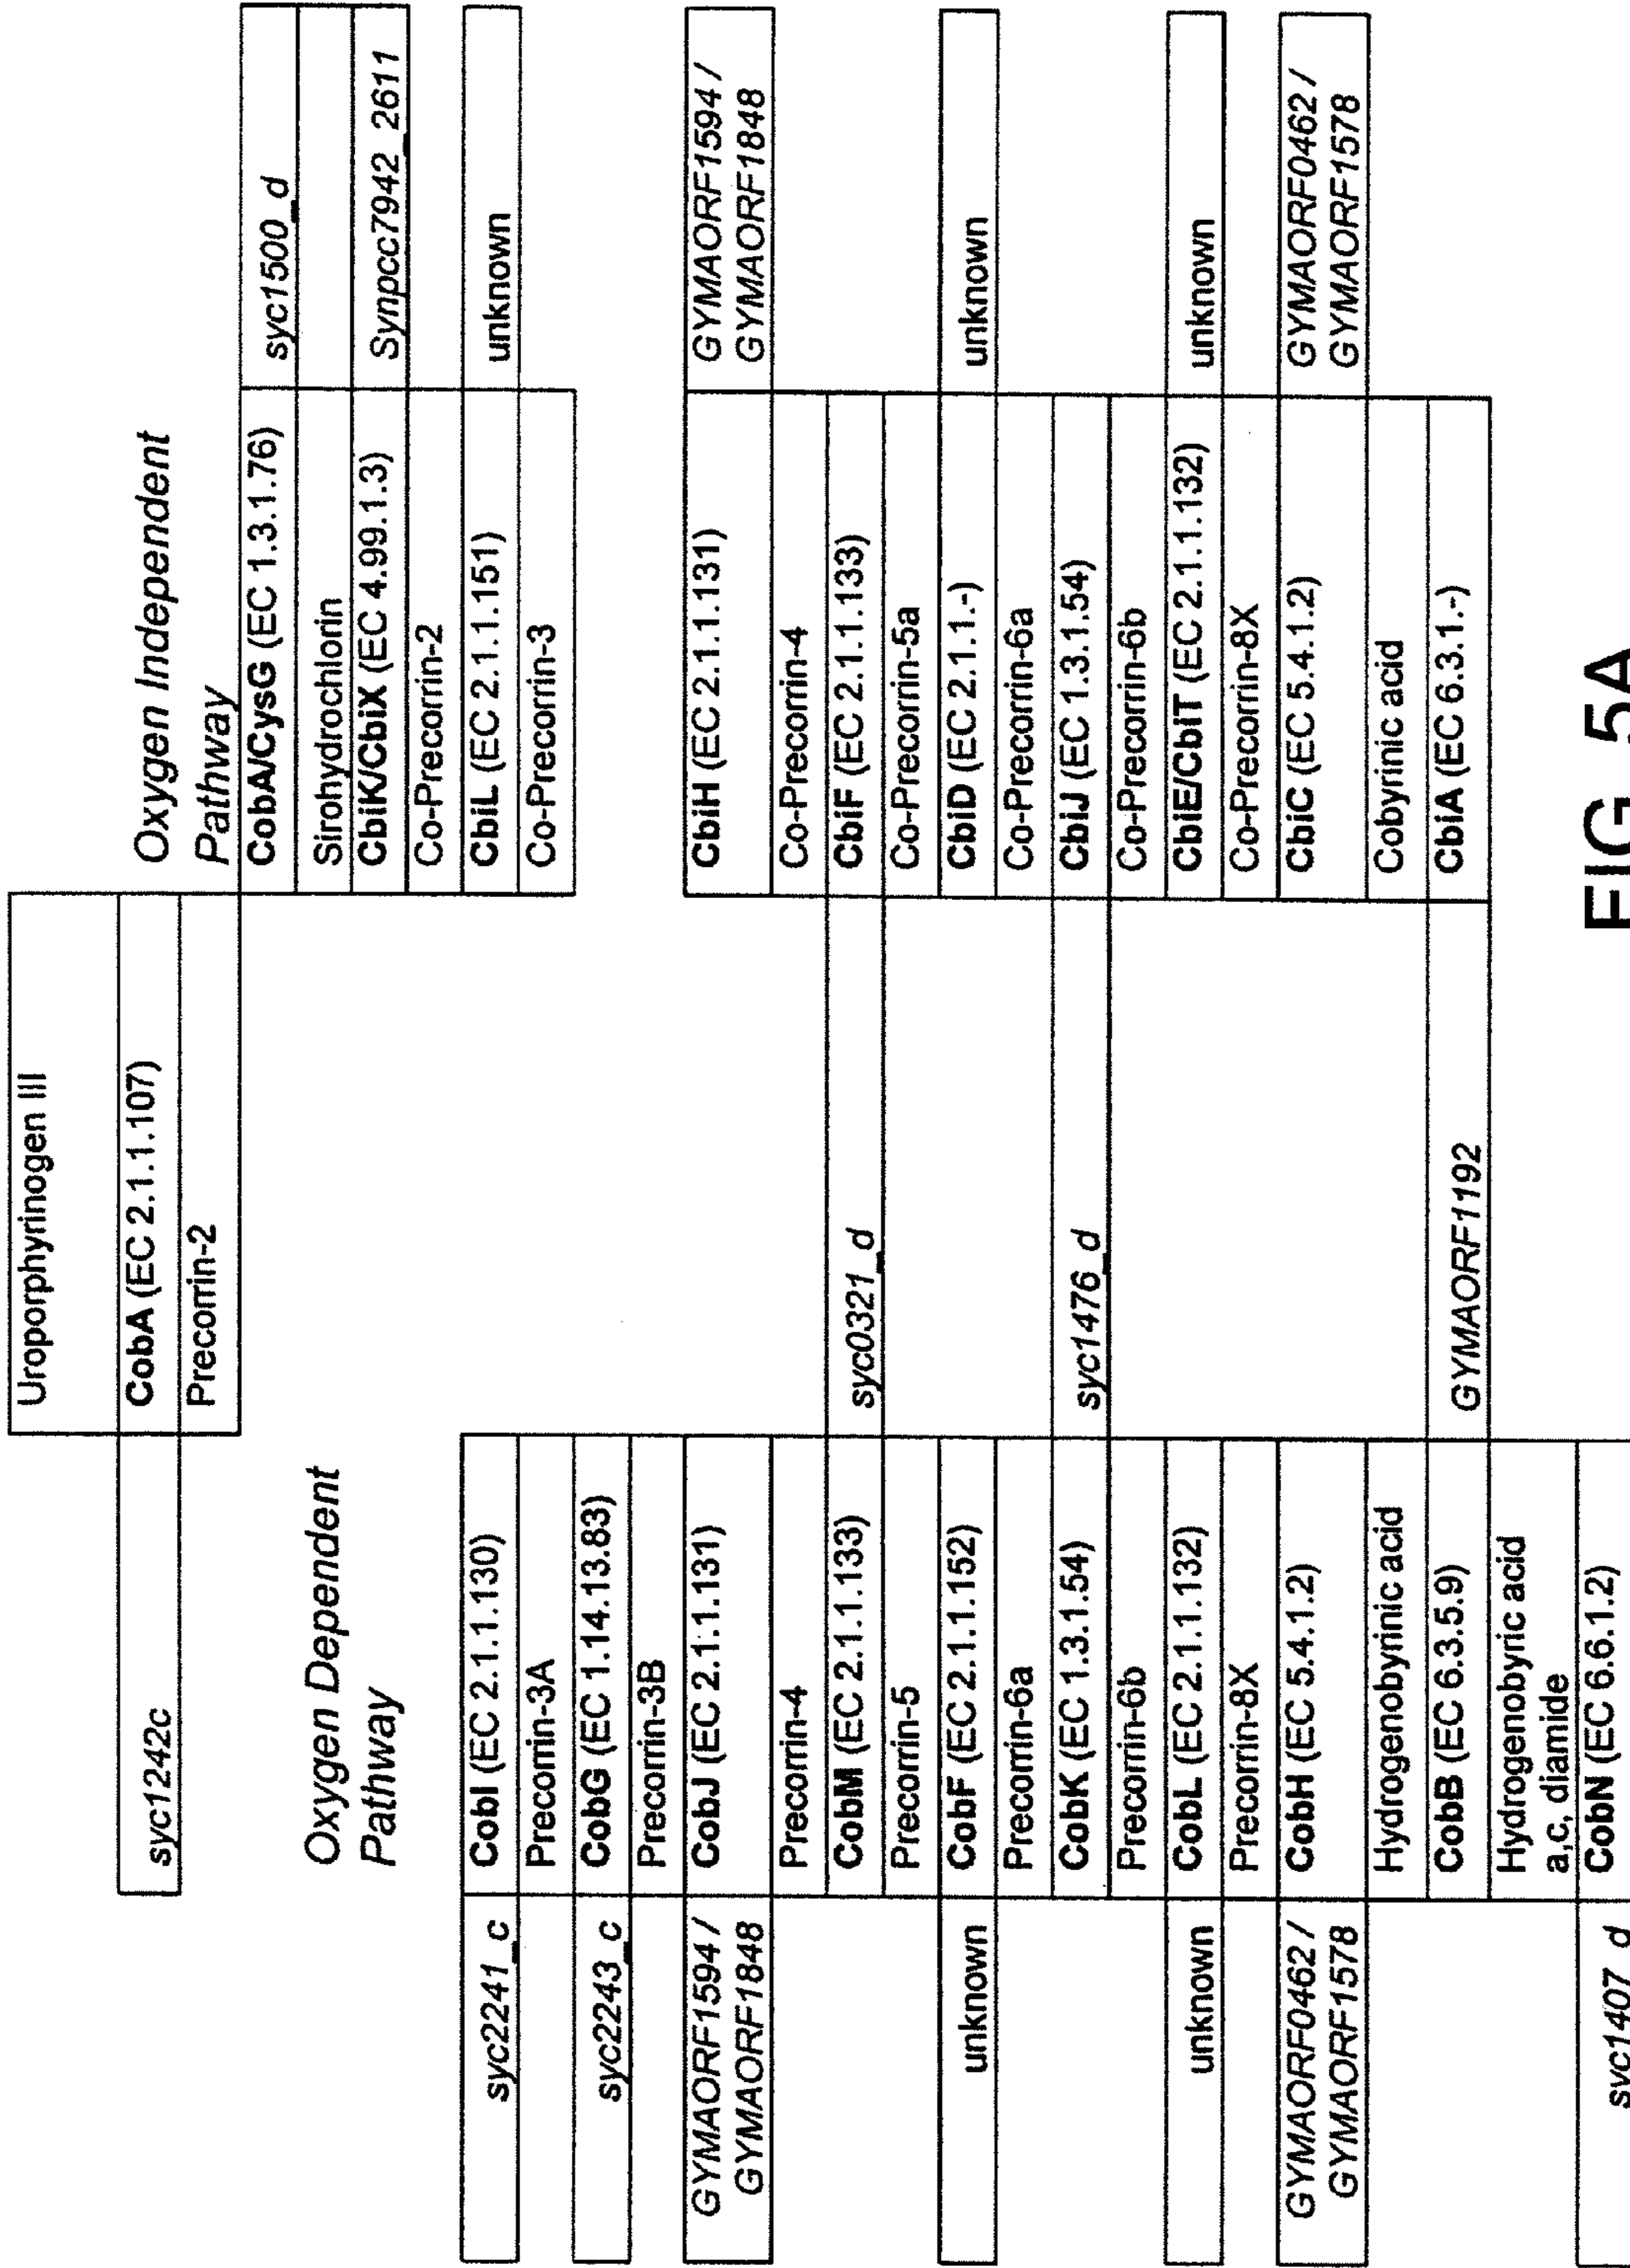 Uroporphyrinogen III
syc1242c
CobA (EC 2.1.1.107)
Precorrin-2
Oxygen Dependent
Pathway
Oxygen Independent
Pathway
CobA/CysG (EC 1.3.1.76)
syc1500_d
Sirohydrochlorin
CbiK/CbiX (EC 4.99.1.3)
Synpcc7942_2611
Co-Precorrin-2
syc2241_c
CobI (EC 2.1.1.130)
CbiL (EC 2.1.1.151)
unknown
Precorrin-3A
Co-Precorrin-3
syc2243_c
CobG (EC 1.14.13.83)
Precorrin-3B
GYMAORF1594 /
GYMAORF1848
CobJ (EC 2.1.1.131)
CbiH (EC 2.1.1.131)
GYMAORF1594 /
GYMAORF1848
Precorrin-4
Co-Precorrin-4
CobM (EC 2.1.1.133)
syc0321_d
CbiF (EC 2.1.1.133)
Precorrin-5
Co-Precorrin-5a
unknown
CobF (EC 2.1.1.152)
CbiD (EC 2.1.1.-)
unknown
Precorrin-6a
Co-Precorrin-6a
CobK (EC 1.3.1.54)
syc1476_d
CbiJ (EC 1.3.1.54)
Precorrin-6b
Co-Precorrin-6b
unknown
CobL (EC 2.1.1.132)
CbiE/CbiT (EC 2.1.1.132)
unknown
Precorrin-8X
Co-Precorrin-8X
GYMAORF0462 /
GYMAORF1578
CobH (EC 5.4.1.2)
CbiC (EC 5.4.1.2)
GYMAORF0462 /
GYMAORF1578
Hydrogenobyrinic acid
Cobyrinic acid
CobB (EC 6.3.5.9)
GYMAORF1192
CbiA (EC 6.3.1.-)
Hydrogenobyric acid
a,c, diamide
syc1407_d
CobN (EC 6.6.1.2)
FIG. 5A